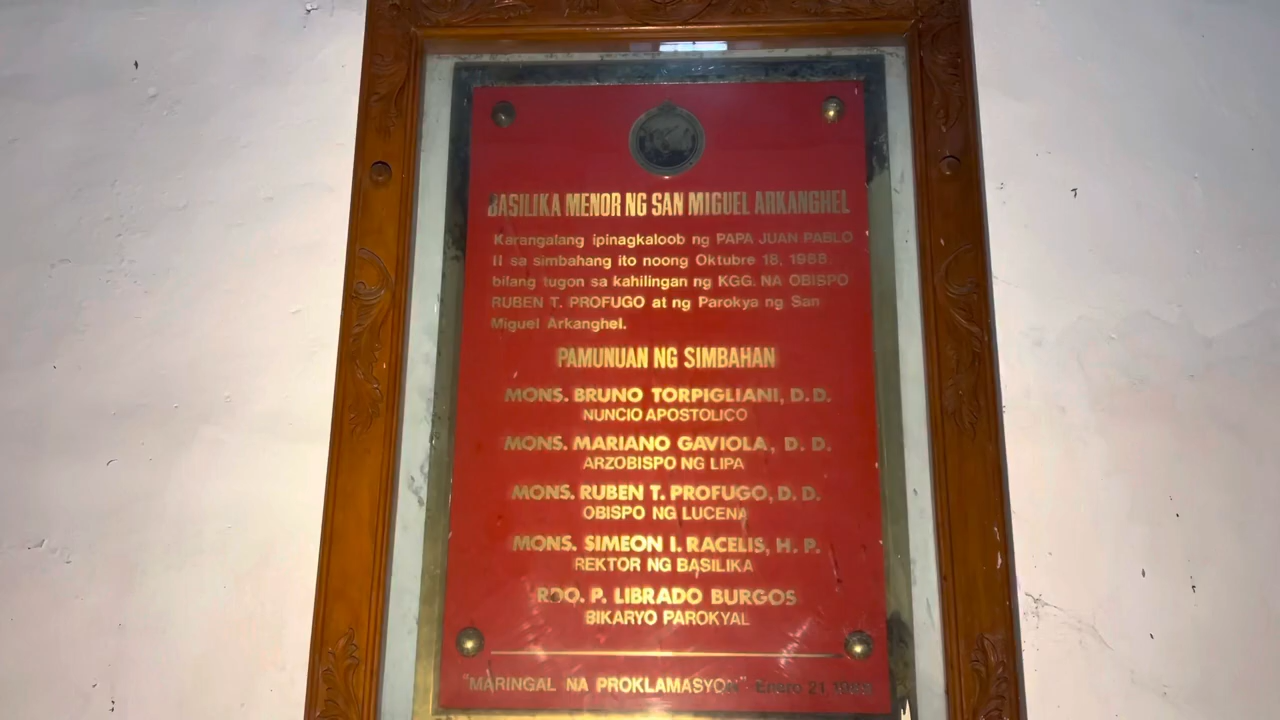 BASILIKA MENOR NG SAN MIGUEL ARKANGHEL
Karangalang ipinagkaloob ng PAPA JUAN PABLO
II sa simbahang ito noong Oktubre 18, 1988
bilang tugon sa kahilingan ng KGG. NA OBISPO
RUBEN T. PROFUGO at ng Parokya ng San
Miguel Arkanghel.
PAMUNUAN NG SIMBAHAN
MONS. BRUNO TORPIGLIANI, D.D.
NUNCIO APOSTOLICO
MONS. MARIANO GAVIOLA, D. D.
ARZOBISPO NG LIPA
MONS. RUBEN T. PROFUGO, D. D.
OBISPO NG LUCENA
MONS. SIMEON I. RACELIS, H. P.
REKTOR NG BASILIKA
RDO. P. LIBRADO BURGOS
BIKARYO PAROKYAL
"MARINGAL NA PROKLAMASYON" Enero 21,